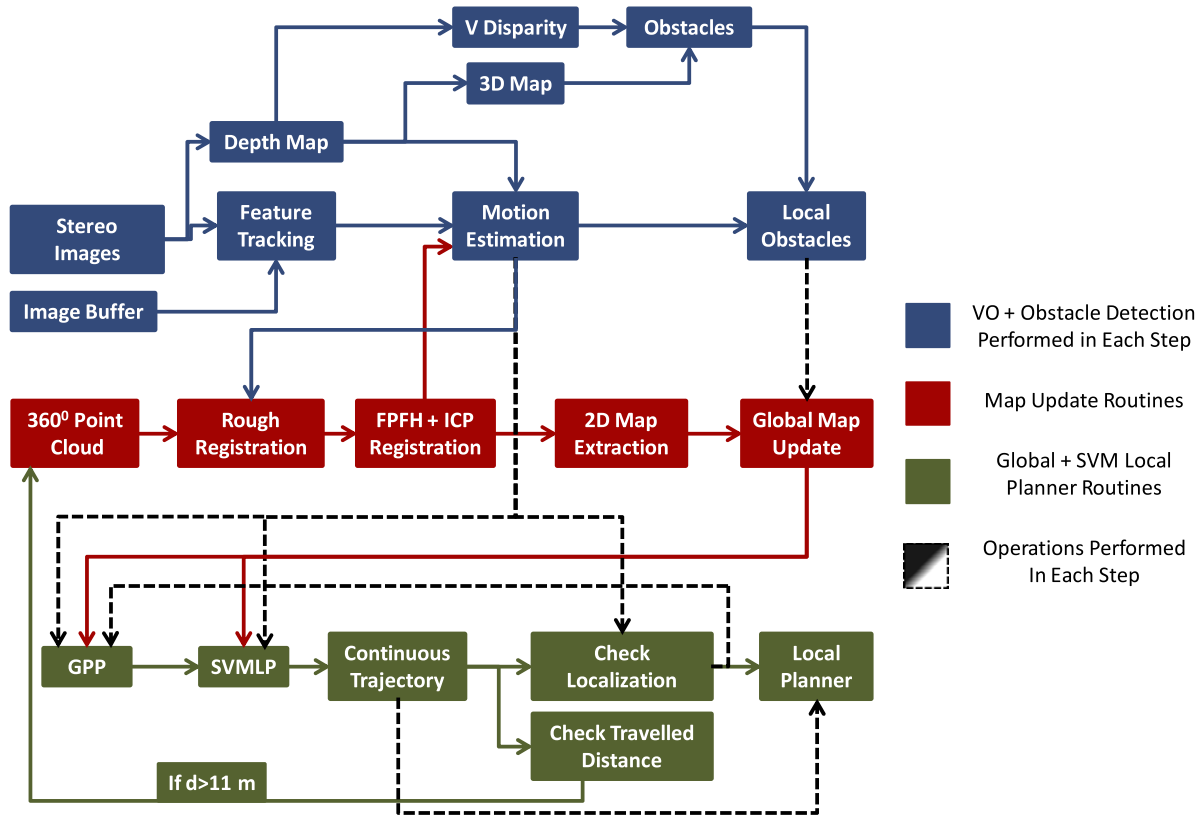 V Disparity
Obstacles
3D Map
Depth Map
Stereo
Images
Feature
Tracking
Motion
Estimation
Local
Obstacles
Image Buffer
VO + Obstacle Detection
Performed in Each Step
360⁰ Point
Cloud
Rough
Registration
FPFH + ICP
Registration
2D Map
Extraction
Global Map
Update
Map Update Routines
Global + SVM Local
Planner Routines
Operations Performed
In Each Step
GPP
SVMLP
Continuous
Trajectory
Check
Localization
Local
Planner
Check Travelled
Distance
If d>11 m